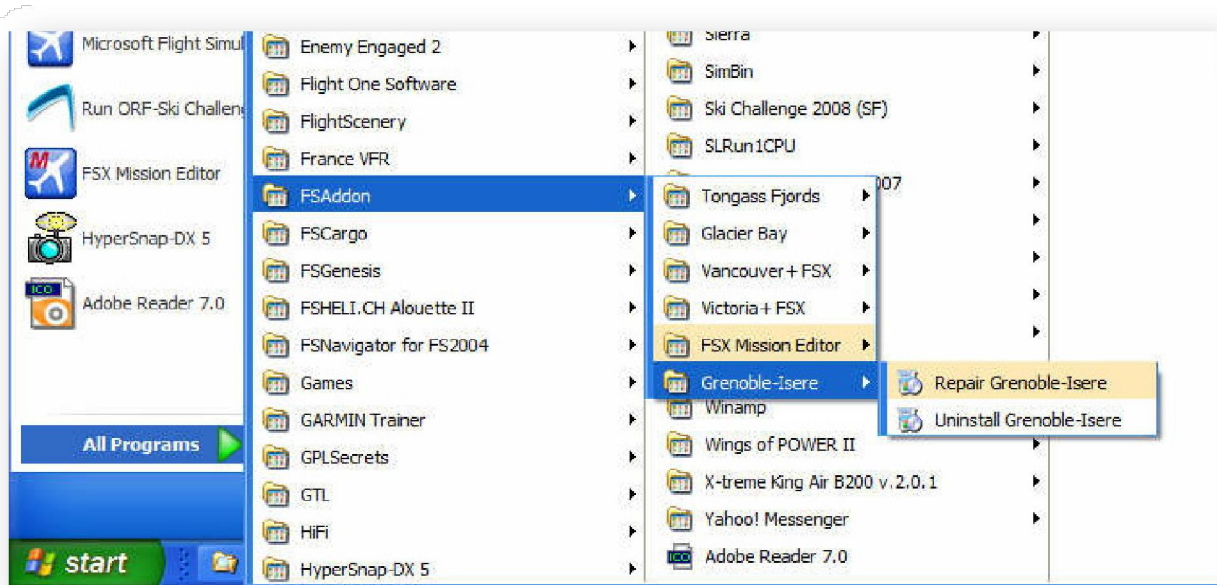 Microsoft Flight Simul
Run ORF-Ski Challen
FSX Mission Editor
HyperSnap-DX 5
Adobe Reader 7.0
All Programs
start
Enemy Engaged 2
Flight One Software
FlightScenery
France VFR
FSAddon
FSCargo
FSGenesis
FSHELI.CH Alouette II
FSNavigator for FS2004
Games
GARMIN Trainer
GPLSecrets
GTL
HiFi
HyperSnap-DX 5
Sierra
SimBin
Ski Challenge 2008 (SF)
SLRun1CPU
007
Tongass Fjords
Glacier Bay
Vancouver+ FSX
Victoria+ FSX
FSX Mission Editor
Grenoble-Isere
Repair Grenoble-Isere
Uninstall Grenoble-Isere
Winamp
Wings of POWER II
X-treme King Air B200 v.2.0.1
Yahoo! Messenger
Adobe Reader 7.0